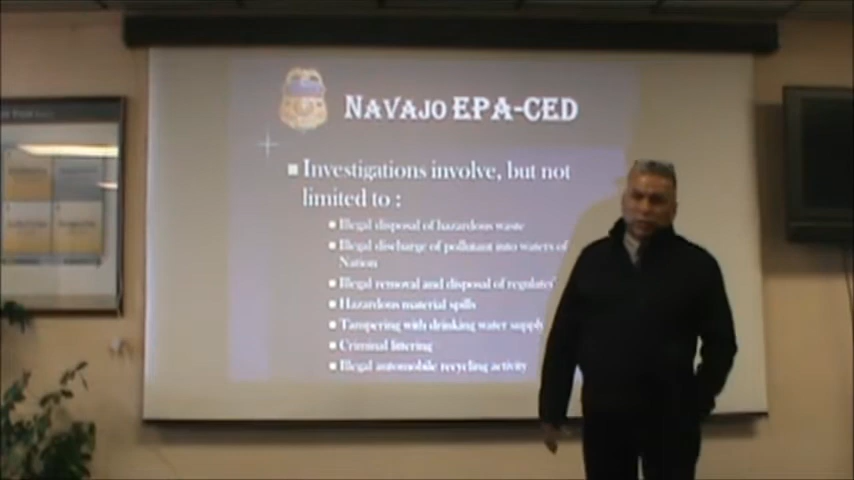 NAVAJO EPA-CED
Investigations involve, but not
limited to :
Illegal disposal of hazardous waste
Illegal discharge of pollutant into waters of
Nation
Illegal removal and disposal of
Hazardous material spills
Tampering with drinking water supply
Criminal littering
Illegal automobile recycling activity